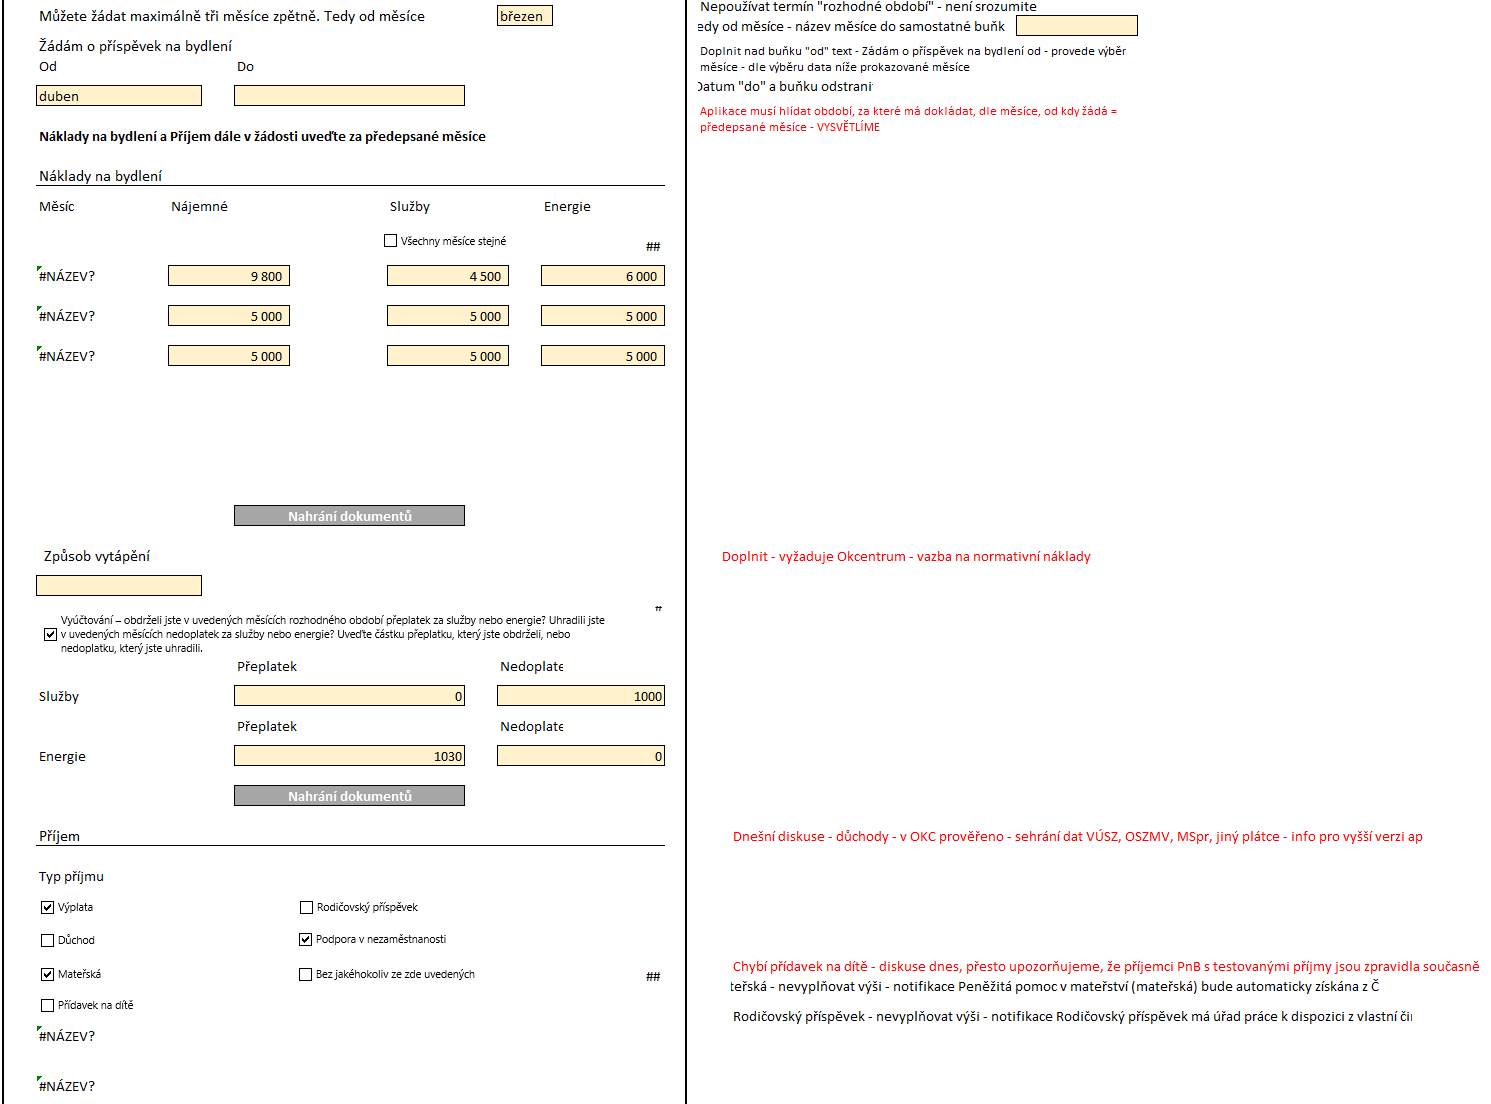 Můžete žádat maximálně tři měsíce zpětně. Tedy od měsíce
březen
Žádám o příspěvek na bydlení
Od Do
duben
Náklady na bydlení a Příjem dále v žádosti uveďte za předepsané měsíce
Náklady na bydlení
Měsíc Nájemné Služby Energie
Všechny měsíce stejné ##
#NÁZEV? 9 800 4 500 6 000
#NÁZEV? 5 000 5 000 5 000
#NÁZEV? 5 000 5 000 5 000
Nahrání dokumentů
Způsob vytápění
#
Vyúčtování – obdrželi jste v uvedených měsících rozhodného období přeplatek za služby nebo energie? Uhradili jste
v uvedených měsících nedoplatek za služby nebo energie? Uveďte částku přeplatku, který jste obdrželi, nebo
nedoplatku, který jste uhradili.
Přeplatek Nedoplate
Služby 0 1000
Přeplatek Nedoplate
Energie 1030 0
Nahrání dokumentů
Příjem
Typ příjmu
Výplata Rodičovský příspěvek
Důchod Podpora v nezaměstnanosti
Mateřská Bez jakéhokoliv ze zde uvedených ##
Přídavek na dítě
#NÁZEV?
#NÁZEV?
Nepoužívat termín "rozhodné období" - není srozumite
edy od měsíce - název měsíce do samostatné buňk
Doplnit nad buňku "od" text - Žádám o příspěvek na bydlení od - provede výběr
měsíce - dle výběru data níže prokazované měsíce
Datum "do" a buňku odstrani
Aplikace musí hlídat období, za které má dokládat, dle měsíce, od kdy žádá =
předepsané měsíce - VYSVĚTLÍME
Doplnit - vyžaduje Okcentrum - vazba na normativní náklady
Dnešní diskuse - důchody - v OKC prověřeno - sehrání dat VÚSZ, OSZMV, MSpr, jiný plátce - info pro vyšší verzi ap
Chybí přídavek na dítě - diskuse dnes, přesto upozorňujeme, že příjemci PnB s testovanými příjmy jsou zpravidla současně
teřská - nevyplňovat výši - notifikace Peněžitá pomoc v mateřství (mateřská) bude automaticky získána z Č
Rodičovský příspěvek - nevyplňovat výši - notifikace Rodičovský příspěvek má úřad práce k dispozici z vlastní čin